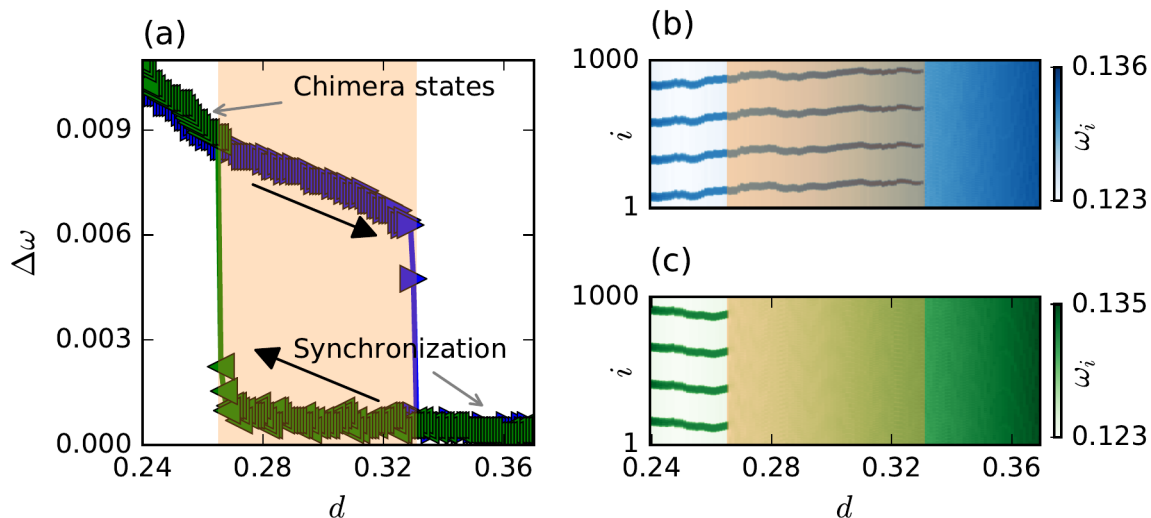 (a)
Chimera states
Synchronization
0.009
0.006
0.003
0.000
Δω
0.24
0.28
0.32
0.36
d
(b)
1000
i
1
0.136
ωi
0.123
(c)
1000
i
1
0.135
ωi
0.123
0.24
0.28
0.32
0.36
d